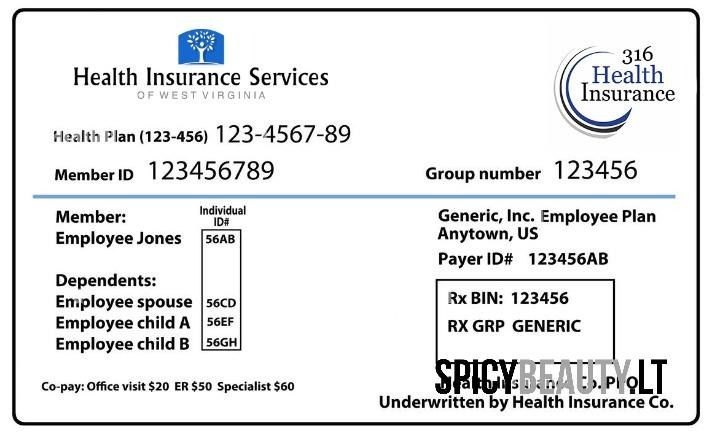 Health Insurance Services
OF WEST VIRGINIA
316
Health
Insurance
Health Plan (123-456) 123-4567-89
Member ID 123456789
Group number 123456
Member:
Individual
ID#
Employee Jones 56AB
Dependents:
Employee spouse 56CD
Employee child A 56EF
Employee child B 56GH
Generic, Inc. Employee Plan
Anytown, US
Payer ID# 123456AB
Rx BIN: 123456
RX GRP GENERIC
Co-pay: Office visit $20 ER $50 Specialist $60
SPICYBEAUTY.LT
Health Insurance Co. PPO
Underwritten by Health Insurance Co.